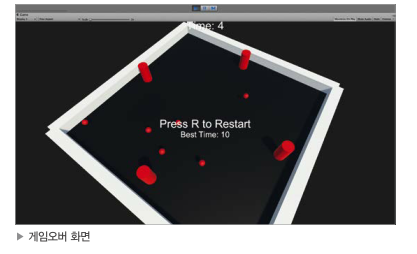 Time: 4
Press R to Restart
Best Time: 10
▶ 게임오버 화면